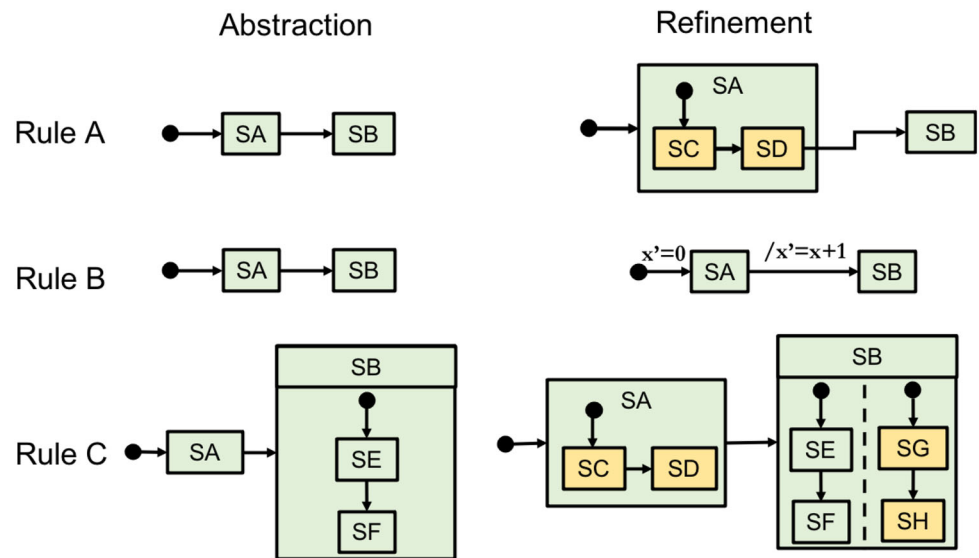 Abstraction Refinement
Rule A
SA SB
SA
SC SD
SB
Rule B
SA SB
x'=0 /x'=x+1
SA SB
Rule C
SA
SB
SE
SF
SA
SC SD
SB
SE SG
SF SH